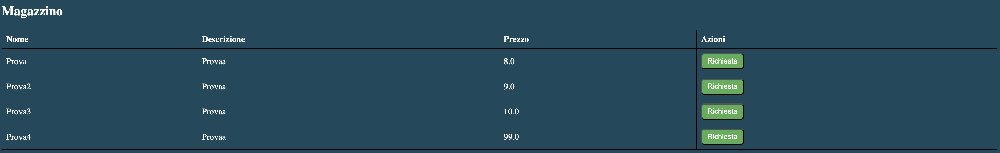 Magazzino
Nome Descrizione Prezzo Azioni
Prova Provaa 8.0 Richiesta
Prova2 Provaa 9.0 Richiesta
Prova3 Provaa 10.0 Richiesta
Prova4 Provaa 99.0 Richiesta